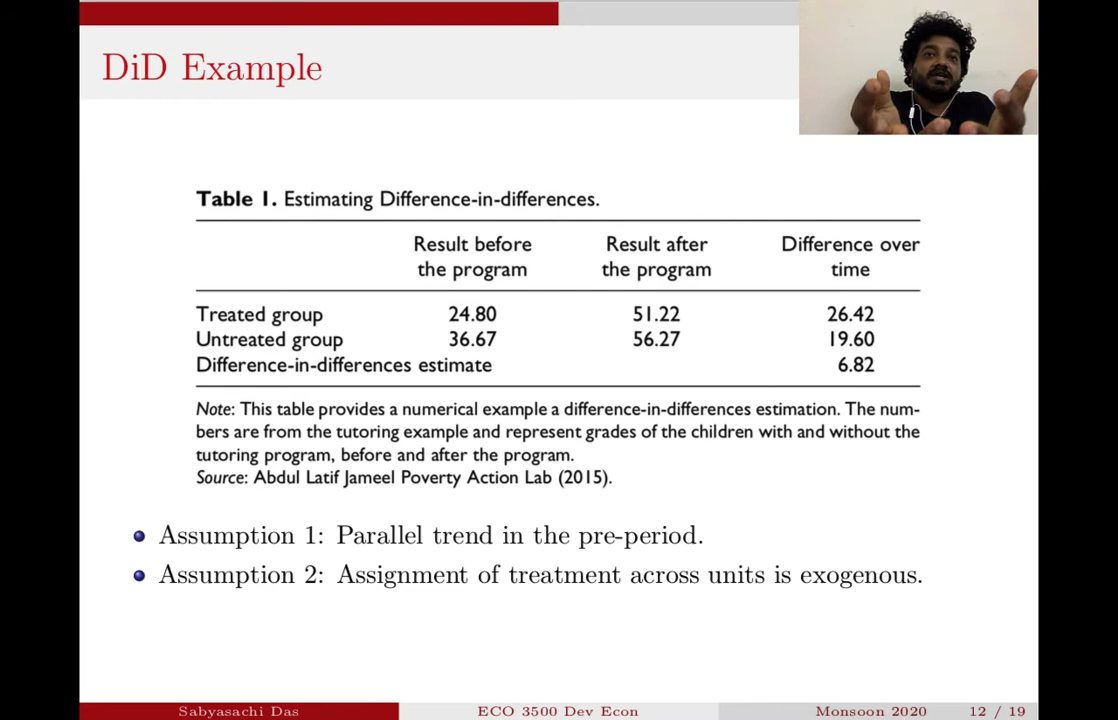 DiD Example
Table 1. Estimating Difference-in-differences.
Result before the program Result after the program Difference over time
Treated group 24.80 51.22 26.42
Untreated group 36.67 56.27 19.60
Difference-in-differences estimate 6.82
Note: This table provides a numerical example a difference-in-differences estimation. The num-
bers are from the tutoring example and represent grades of the children with and without the
tutoring program, before and after the program.
Source: Abdul Latif Jameel Poverty Action Lab (2015).
Assumption 1: Parallel trend in the pre-period.
Assumption 2: Assignment of treatment across units is exogenous.
Sabyasachi Das ECO 3500 Dev Econ Monsoon 2020 12 / 19